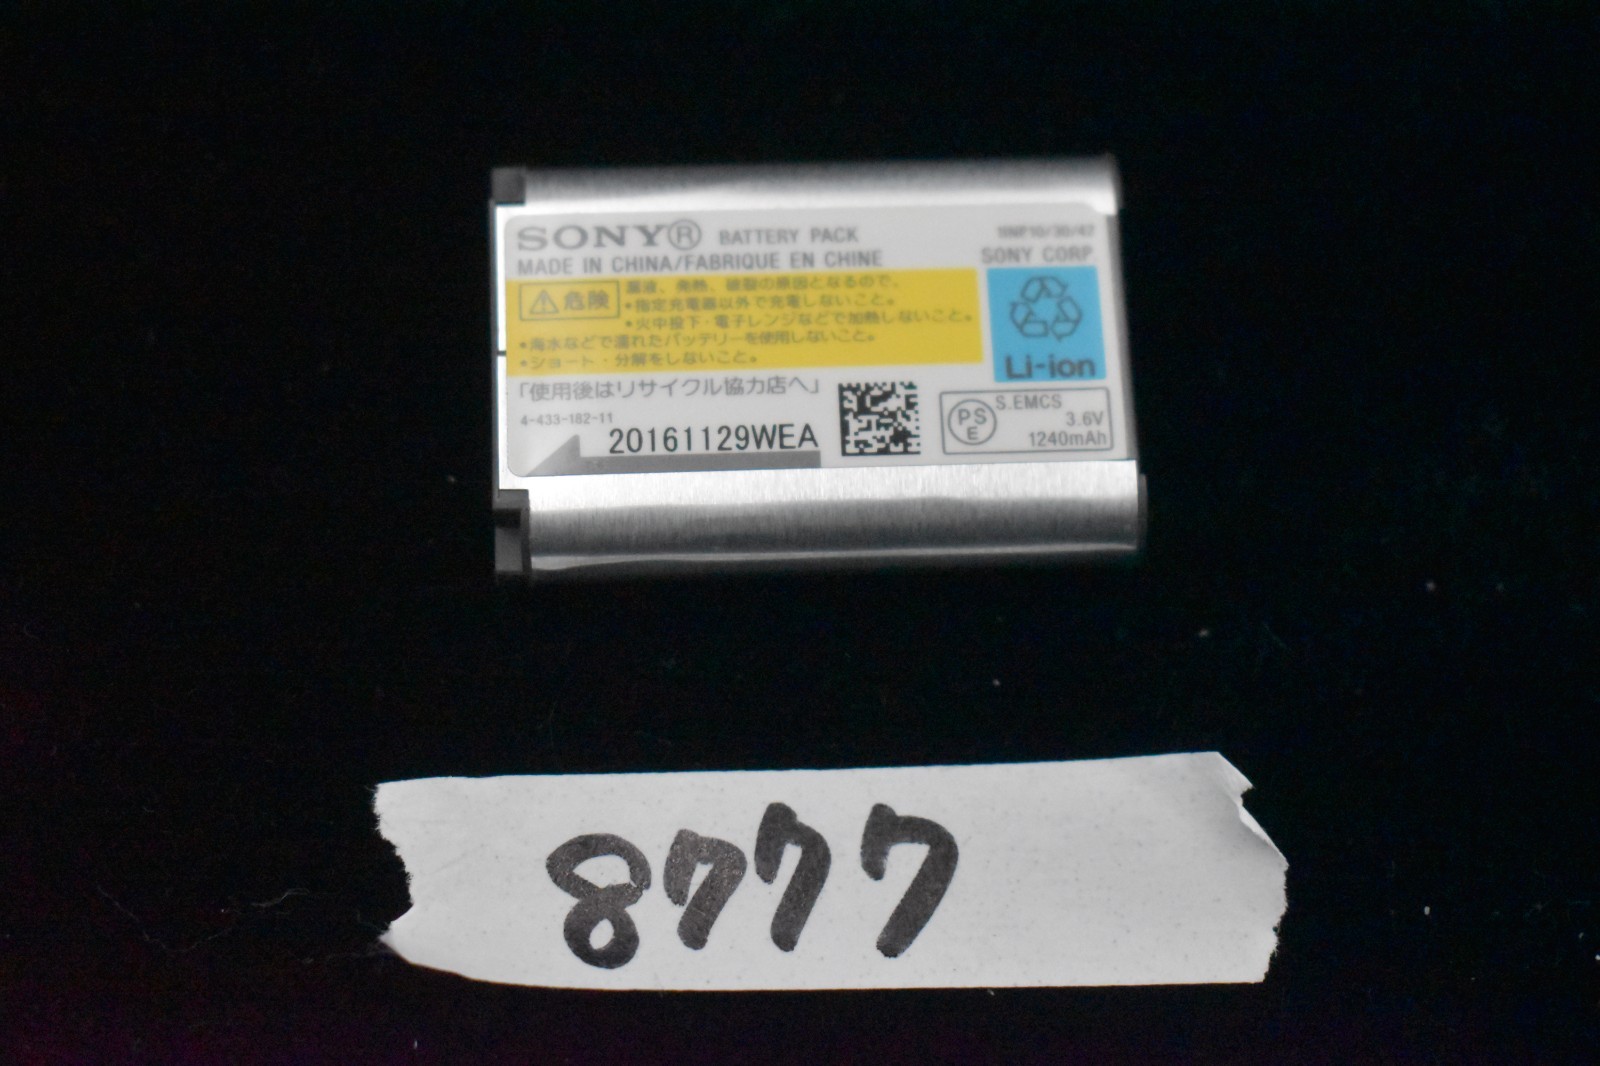 SONY® BATTERY PACK
1INP10/30/42
MADE IN CHINA/FABRIQUE EN CHINE
SONY CORP
危険
漏液、発熱、破裂の原因となるので、
•指定充電器以外で充電しないこと。
•火中投下・電子レンジなどで加熱しないこと。
•海水などで濡れたバッテリーを使用しないこと。
•ショート・分解をしないこと。
Li-ion
「使用後はリサイクル協力店へ」
4-433-182-11
20161129WEA
PS
E
S.EMCS
3.6V
1240mAh
8777